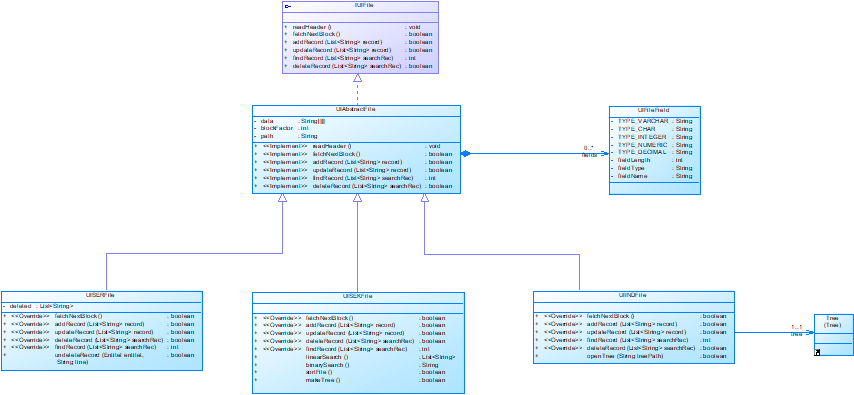 IUIFile
+ readHeader () : void
+ fetchNextBlock () : boolean
+ addRecord (List<String> record) : boolean
+ updateRecord (List<String> record) : boolean
+ findRecord (List<String> searchRec) : int
+ deleteRecord (List<String> searchRec) : boolean
UIAbstractFile
- data : String[][]
- blockFactor : int
- path : String
+ <<Implement>> readHeader () : void
+ <<Implement>> fetchNextBlock () : boolean
+ <<Implement>> addRecord (List<String> record) : boolean
+ <<Implement>> updateRecord (List<String> record) : boolean
+ <<Implement>> findRecord (List<String> searchRec) : int
+ <<Implement>> deleteRecord (List<String> searchRec) : boolean
0..*
fields
UIFileField
- TYPE_VARCHAR : String
- TYPE_CHAR : String
- TYPE_INTEGER : String
- TYPE_NUMERIC : String
- TYPE_DECIMAL : String
- fieldLength : int
- fieldType : String
- fieldName : String
UISERFile
- deleted : List<String>
+ <<Override>> fetchNextBlock () : boolean
+ <<Override>> addRecord (List<String> record) : boolean
+ <<Override>> updateRecord (List<String> record) : boolean
+ <<Override>> deleteRecord (List<String> searchRec) : boolean
+ <<Override>> findRecord (List<String> searchRec) : int
+ undeleteRecord (Entitet entitet, : boolean
String line)
UISEKFile
+ <<Override>> fetchNextBlock () : boolean
+ <<Override>> addRecord (List<String> record) : boolean
+ <<Override>> updateRecord (List<String> record) : boolean
+ <<Override>> deleteRecord (List<String> searchRec) : boolean
+ <<Override>> findRecord (List<String> searchRec) : int
+ linearSearch () : List<String>
+ binarySearch () : String
+ sortFile () : boolean
+ makeTree () : boolean
UIINDFile
+ <<Override>> fetchNextBlock () : boolean
+ <<Override>> addRecord (List<String> record) : boolean
+ <<Override>> updateRecord (List<String> record) : boolean
+ <<Override>> findRecord (List<String> searchRec) : int
+ <<Override>> deleteRecord (List<String> searchRec) : boolean
+ openTree (String treePath) : boolean
1..1
tree
Tree
(Tree)